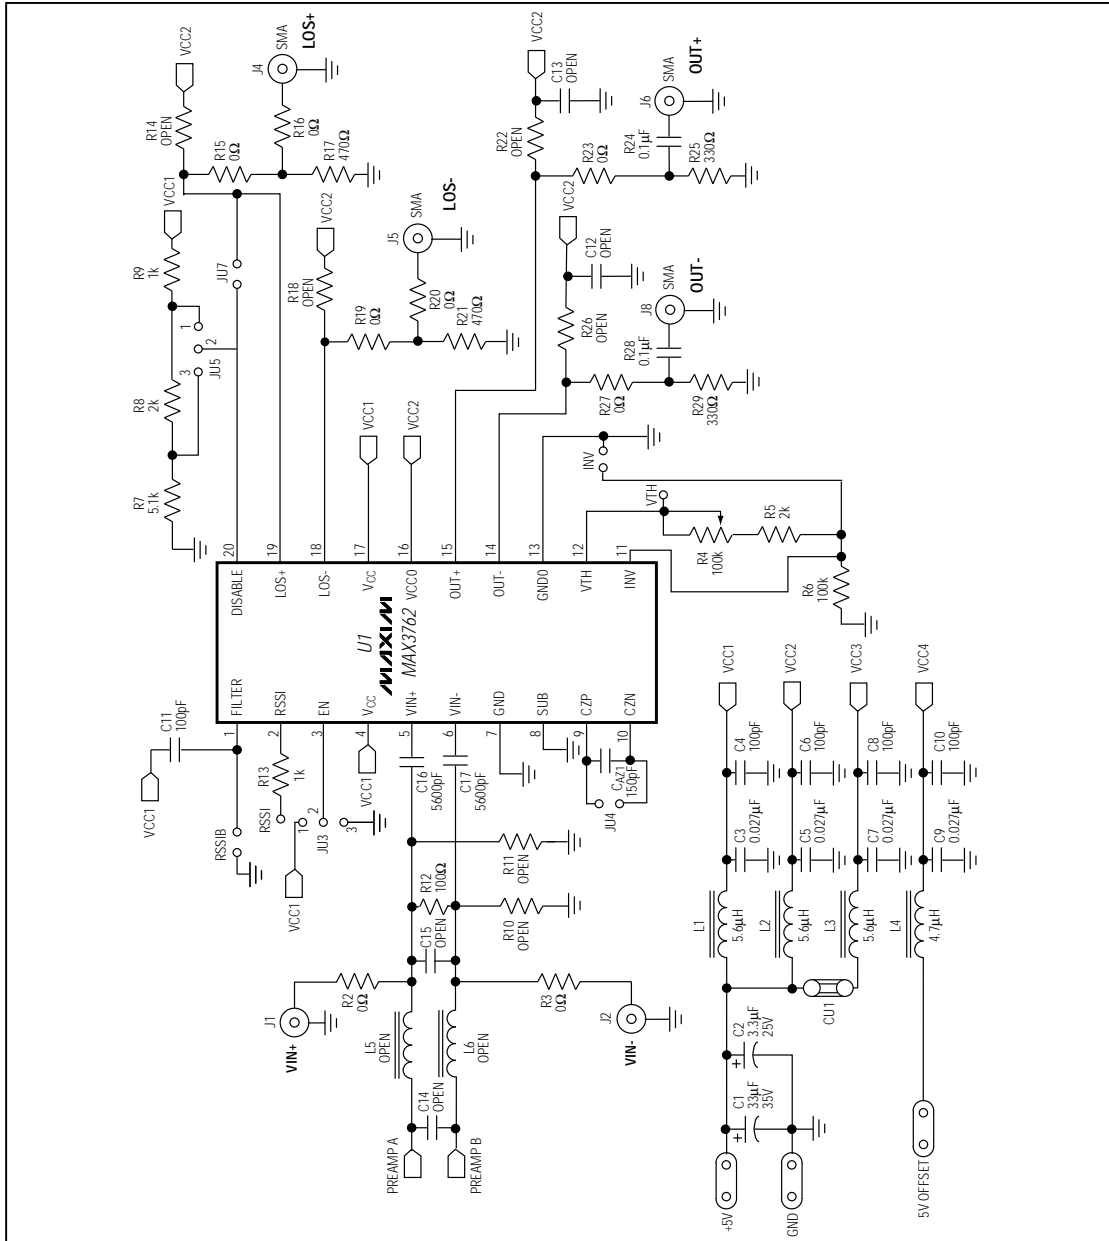 VCC2
R14
OPEN
R15
0Ω
J4
SMA
LOS+
R16
0Ω
R17
470Ω
VCC1
R9
1k
JU7
1
2
3
JU5
R8
2k
R7
5.1k
VCC2
R18
OPEN
R19
0Ω
J5
SMA
LOS-
R20
0Ω
R21
470Ω
VCC2
C13
OPEN
R22
OPEN
R23
0Ω
J6
SMA
OUT+
R24
0.1µF
R25
330Ω
VCC2
C12
OPEN
R26
OPEN
R27
0Ω
J8
SMA
OUT-
R28
0.1µF
R29
330Ω
VCC1
VCC2
INV
VTH
R4
100k
R5
2k
R6
100k
20
19
18
17
16
15
14
13
12
11
DISABLE
LOS+
LOS-
VCC
VCC0
OUT+
OUT-
GND0
VTH
INV
U1
MAXIM
MAX3762
FILTER
RSSI
EN
VCC
VIN+
VIN-
GND
SUB
CZP
CZN
1
2
3
4
5
6
7
8
9
10
C11
100pF
VCC1
R13
1k
RSSIB
RSSI
1
2
3
JU3
VCC1
VCC1
C16
5600pF
C17
5600pF
CAZ1
150pF
JU4
R11
OPEN
R12
100Ω
R10
OPEN
C15
OPEN
R2
0Ω
R3
0Ω
J1
VIN+
J2
VIN-
L5
OPEN
L6
OPEN
C14
OPEN
PREAMP A
PREAMP B
VCC1
VCC2
VCC3
VCC4
C4
100pF
C6
100pF
C8
100pF
C10
100pF
C3
0.027µF
C5
0.027µF
C7
0.027µF
C9
0.027µF
L1
5.6µH
L2
5.6µH
L3
5.6µH
L4
4.7µH
CU1
+
C2
3.3µF
25V
+
C1
33µF
35V
+5V
GND
5V OFFSET